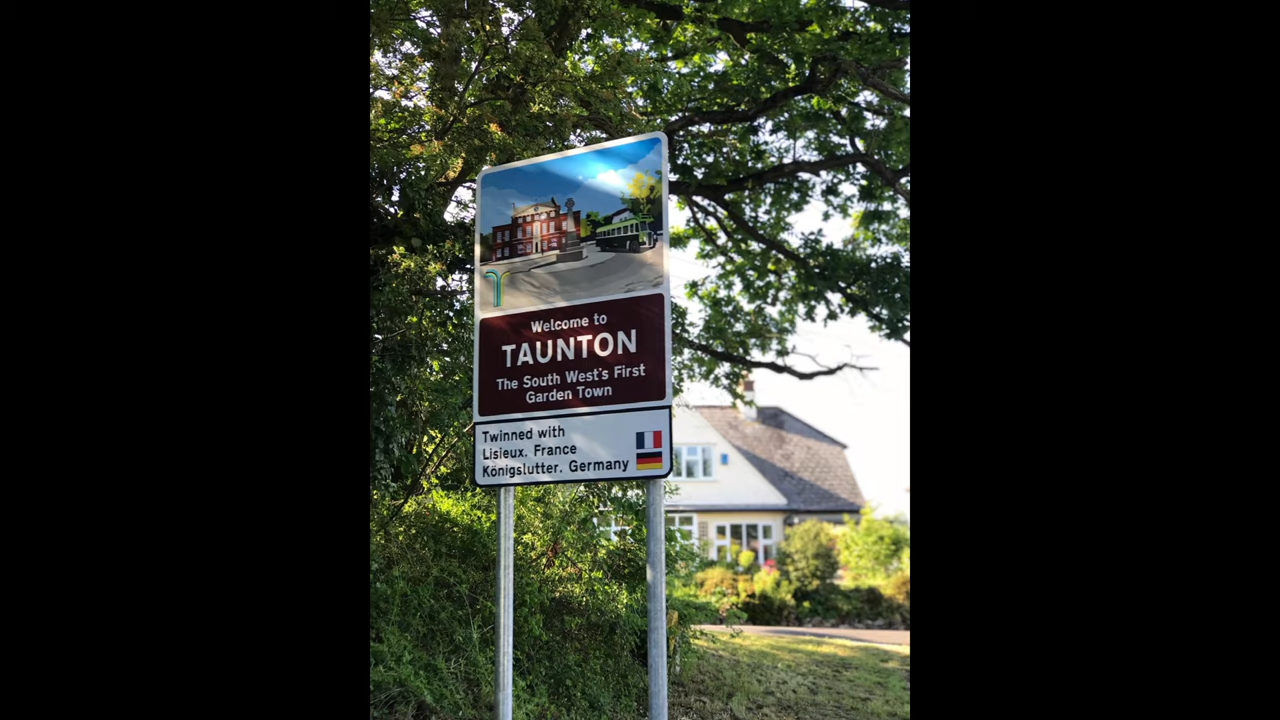 Welcome to
TAUNTON
The South West's First
Garden Town
Twinned with
Lisieux, France
Königslutter, Germany